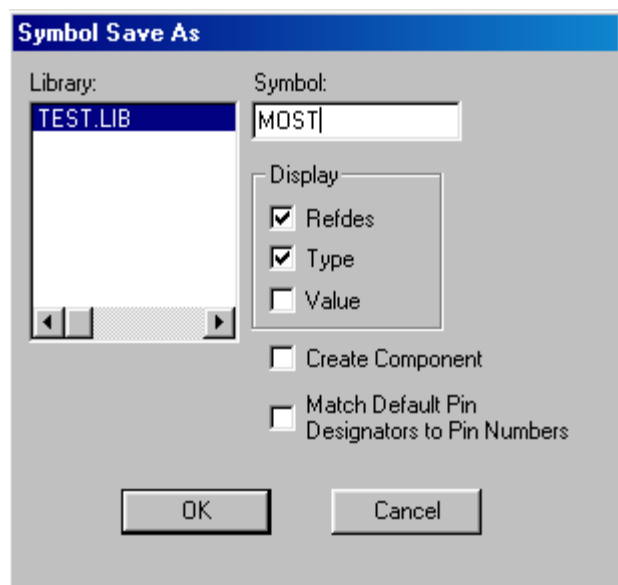 Symbol Save As
Library:
TEST.LIB
Symbol:
MOST
Display
Refdes
Type
Value
Create Component
Match Default Pin
Designators to Pin Numbers
OK
Cancel